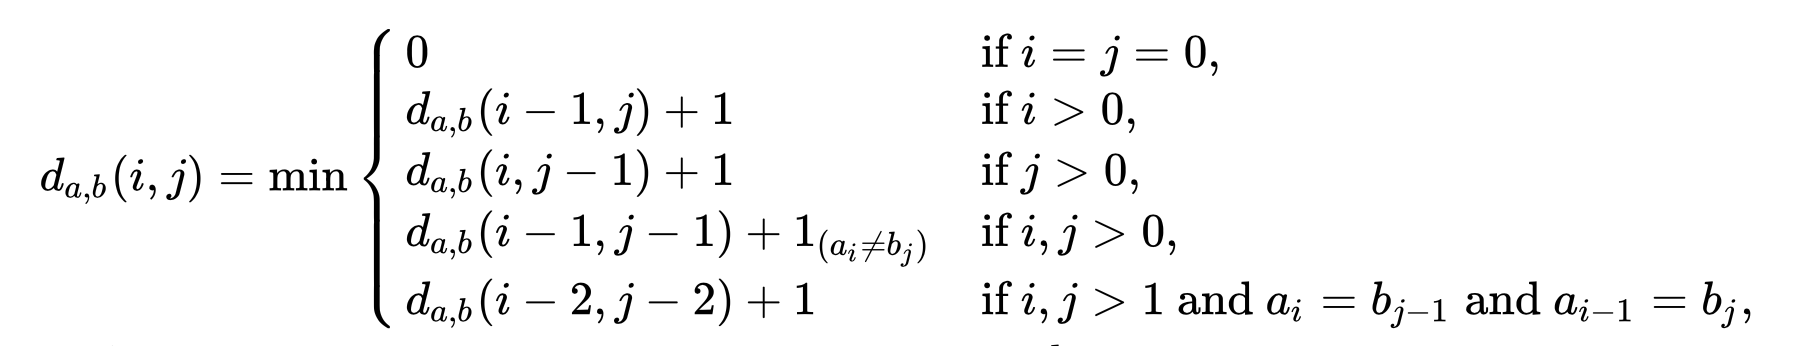 0 if i = j = 0,
d_{a,b}(i − 1, j) + 1 if i > 0,
d_{a,b}(i, j) = min { d_{a,b}(i, j − 1) + 1 if j > 0,
d_{a,b}(i − 1, j − 1) + 1_{(a_i≠b_j)} if i, j > 0,
d_{a,b}(i − 2, j − 2) + 1 if i, j > 1 and a_i = b_{j−1} and a_{i−1} = b_j,